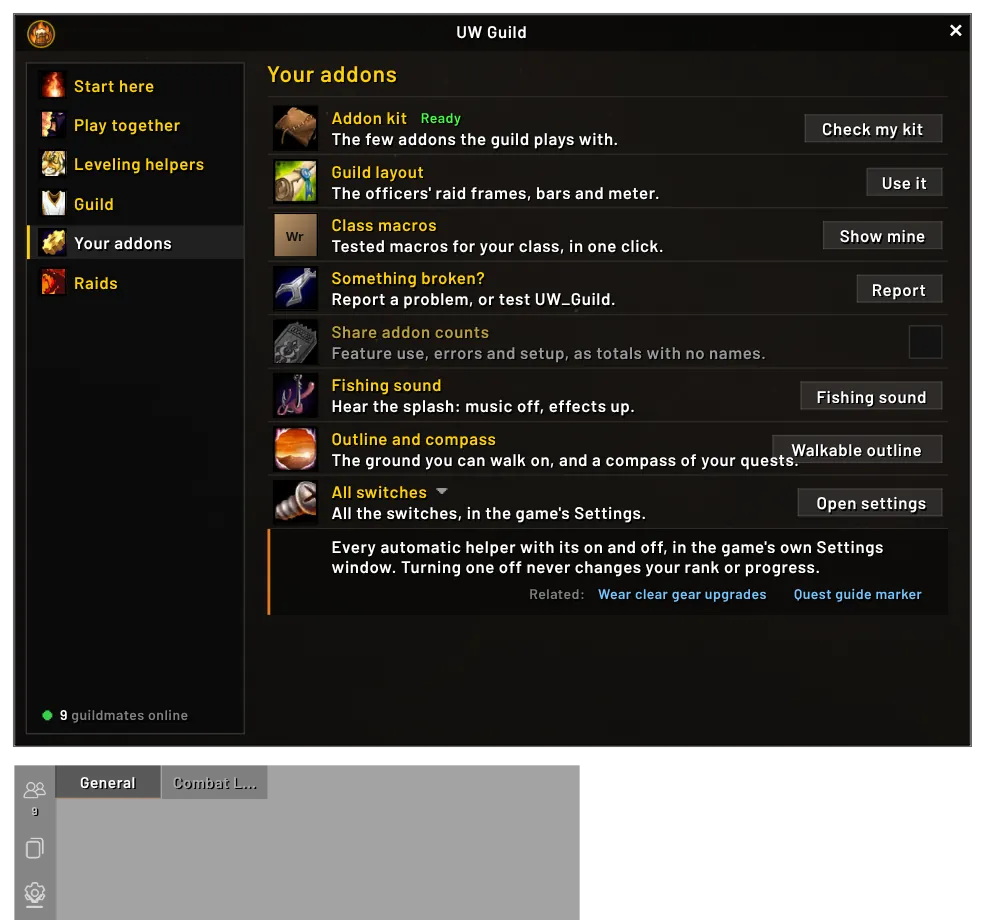 UW Guild
Start here
Play together
Leveling helpers
Guild
Your addons
Raids
9 guildmates online
Your addons
Addon kit Ready
The few addons the guild plays with.
Check my kit
Guild layout
The officers' raid frames, bars and meter.
Use it
Wr
Class macros
Tested macros for your class, in one click.
Show mine
Something broken?
Report a problem, or test UW_Guild.
Report
Share addon counts
Feature use, errors and setup, as totals with no names.
Fishing sound
Hear the splash: music off, effects up.
Fishing sound
Outline and compass
The ground you can walk on, and a compass of your quests.
Walkable outline
All switches
All the switches, in the game's Settings.
Open settings
Every automatic helper with its on and off, in the game's own Settings
window. Turning one off never changes your rank or progress.
Related: Wear clear gear upgrades Quest guide marker
General
Combat L...
9